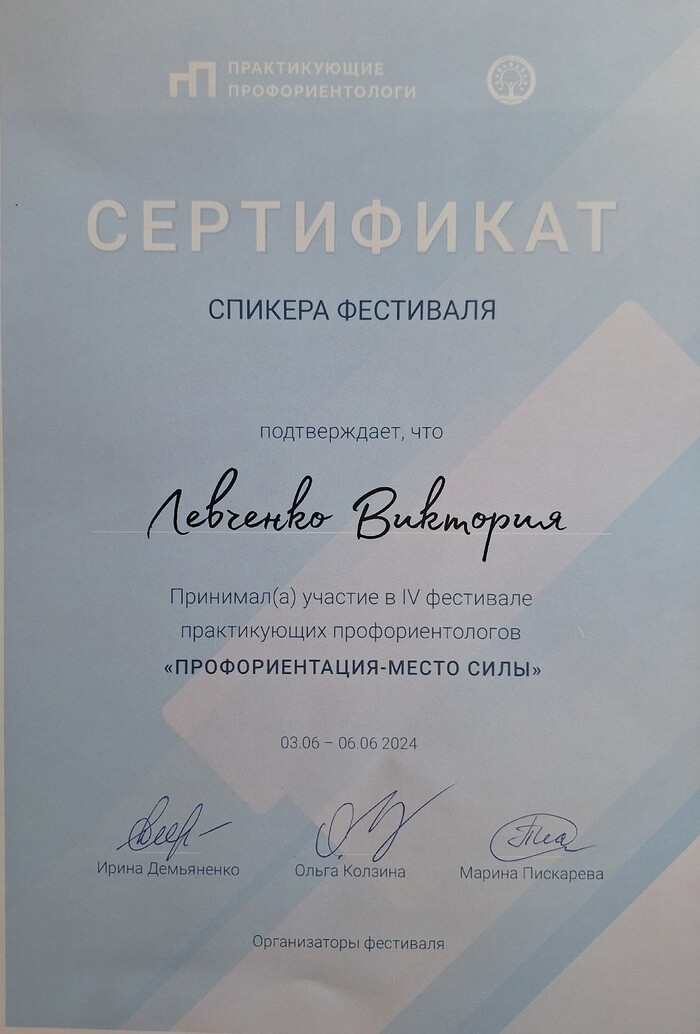 ПРАКТИКУЮЩИЕ
ПРОФОРИЕНТОЛОГИ
СЕРТИФИКАТ
СПИКЕРА ФЕСТИВАЛЯ
подтверждает, что
Левченко Виктория
Принимал(а) участие в IV фестивале
практикующих профориентологов
«ПРОФОРИЕНТАЦИЯ-МЕСТО СИЛЫ»
03.06 – 06.06 2024
Ирина Демьяненко Ольга Колзина Марина Пискарева
Организаторы фестиваля